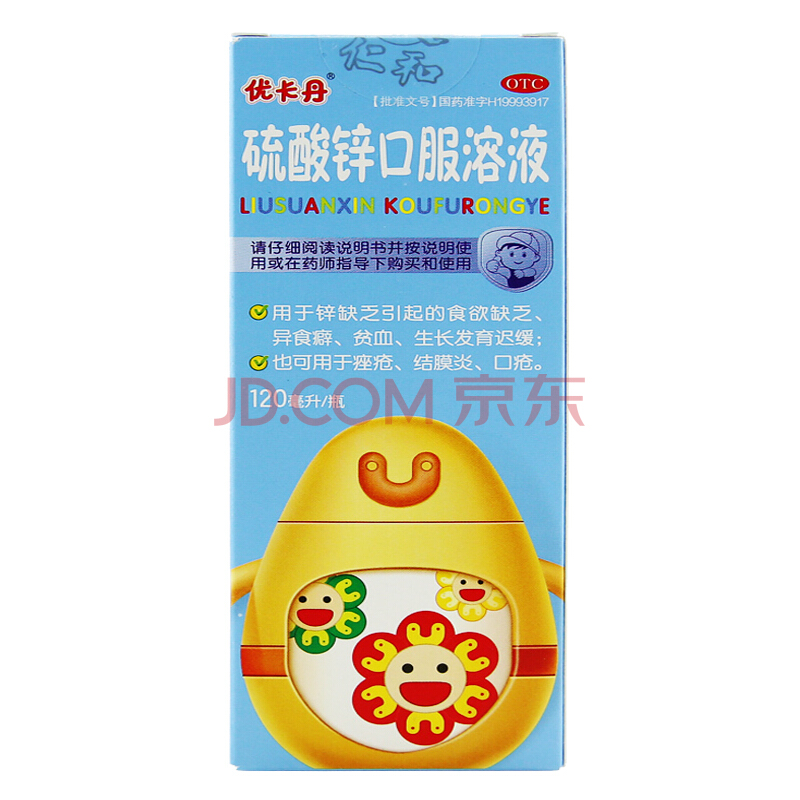 仁和
优卡丹®
OTC
【批准文号】国药准字H19993917
硫酸锌口服溶液
LIUSUANXIN KOUFURONGYE
请仔细阅读说明书并按说明使
用或在药师指导下购买和使用
用于锌缺乏引起的食欲缺乏、
异食癖、贫血、生长发育迟缓；
也可用于痤疮、结膜炎、口疮。
120毫升/瓶
JD.COM 京东